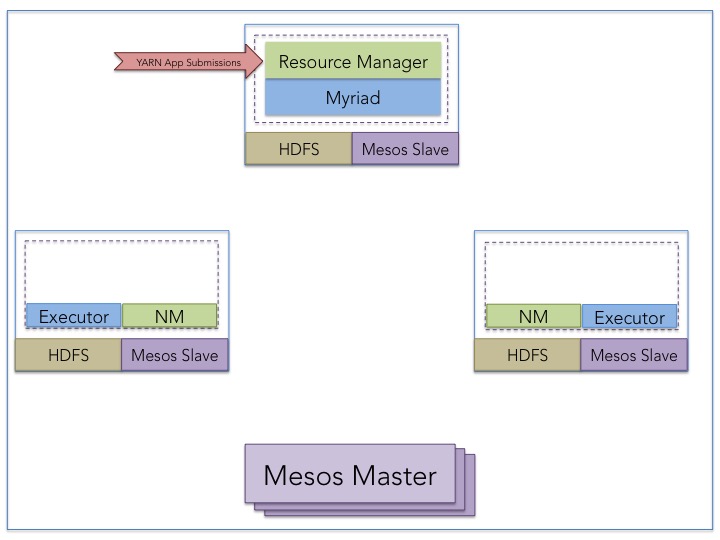 YARN App Submissions
Resource Manager
Myriad
HDFS
Mesos Slave
Executor
NM
HDFS
Mesos Slave
NM
Executor
HDFS
Mesos Slave
Mesos Master